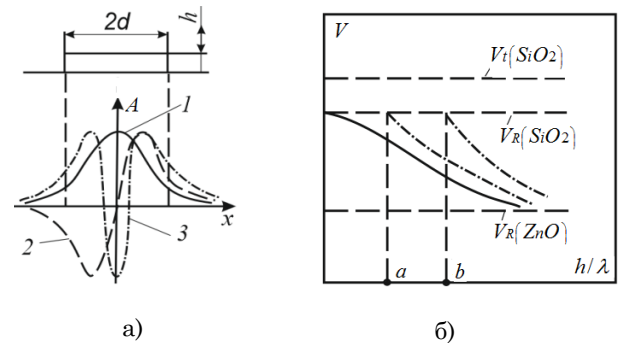 2d
h
A
1
2
3
x
а)
V
Vt(SiO2)
VR(SiO2)
VR(ZnO)
a
b
h/λ
б)